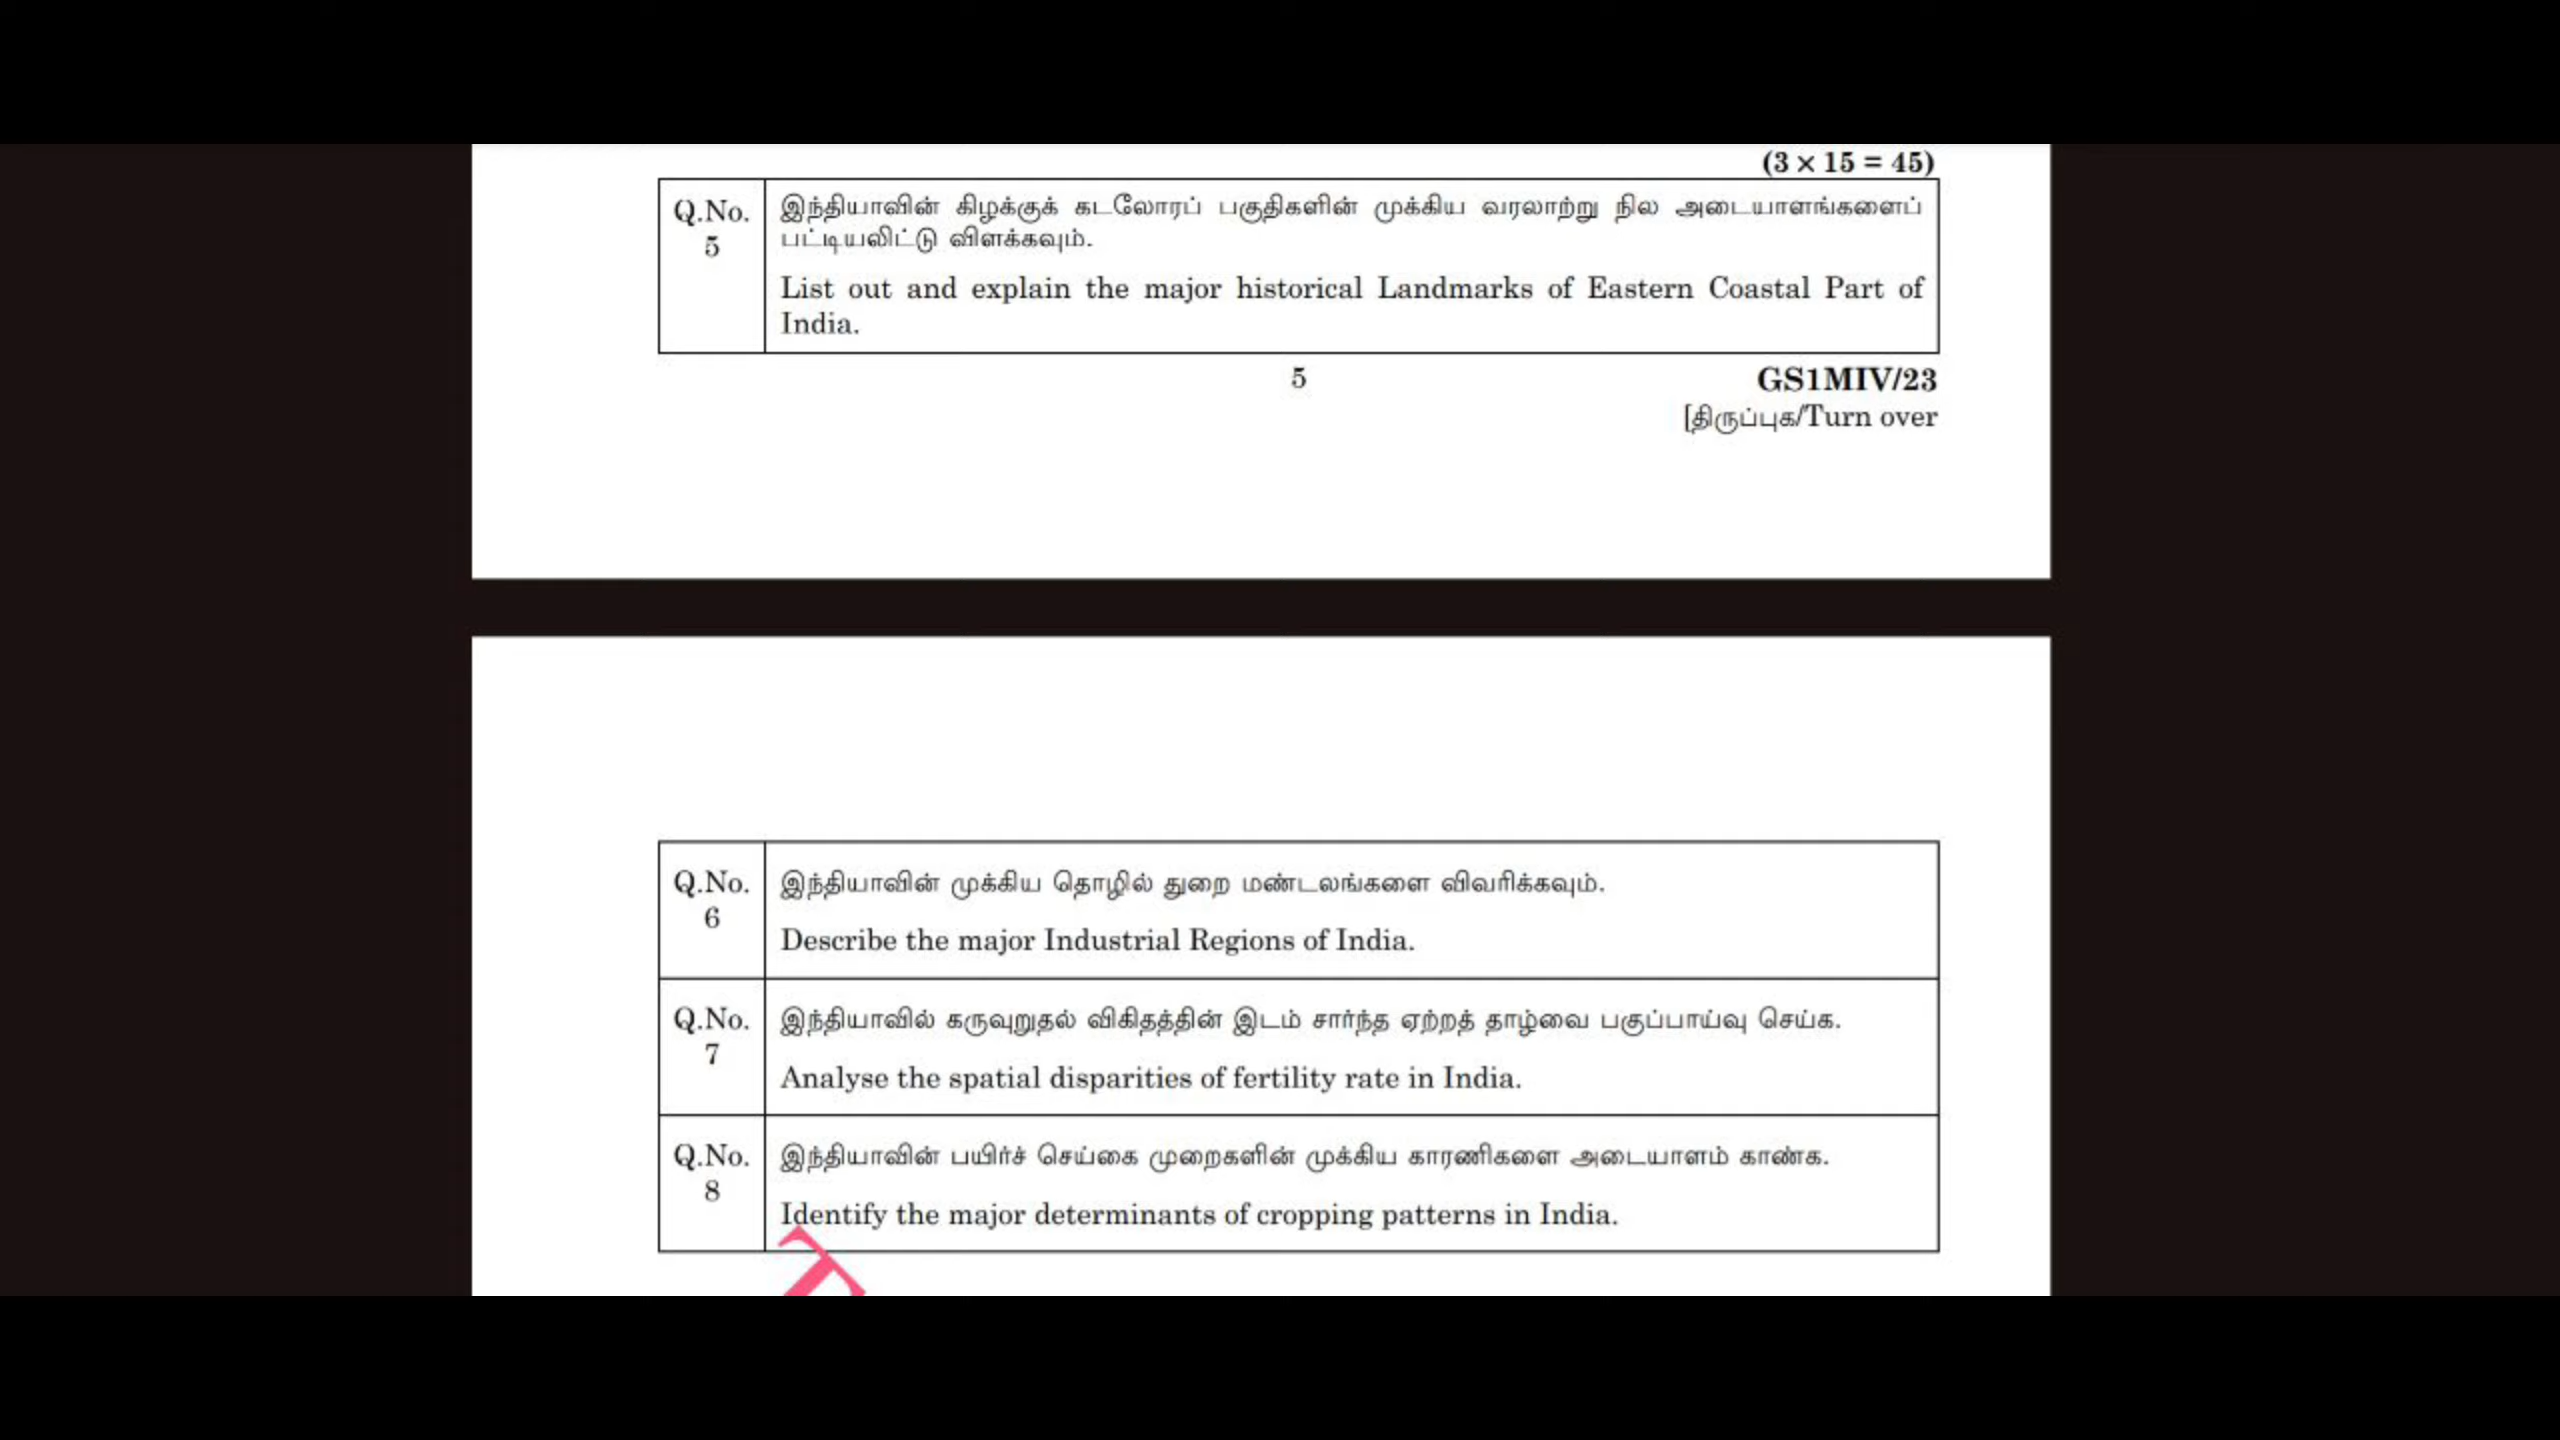 (3 × 15 = 45)
Q.No. 5
இந்தியாவின் கிழக்குக் கடலோரப் பகுதிகளின் முக்கிய வரலாற்று நில அடையாளங்களைப்
பட்டியலிட்டு விளக்கவும்.
List out and explain the major historical Landmarks of Eastern Coastal Part of
India.
5
GS1MIV/23
[திருப்புக/Turn over
Q.No. 6
இந்தியாவின் முக்கிய தொழில் துறை மண்டலங்களை விவரிக்கவும்.
Describe the major Industrial Regions of India.
Q.No. 7
இந்தியாவில் கருவுறுதல் விகிதத்தின் இடம் சார்ந்த ஏற்றத் தாழ்வை பகுப்பாய்வு செய்க.
Analyse the spatial disparities of fertility rate in India.
Q.No. 8
இந்தியாவின் பயிர்ச் செய்கை முறைகளின் முக்கிய காரணிகளை அடையாளம் காண்க.
Identify the major determinants of cropping patterns in India.